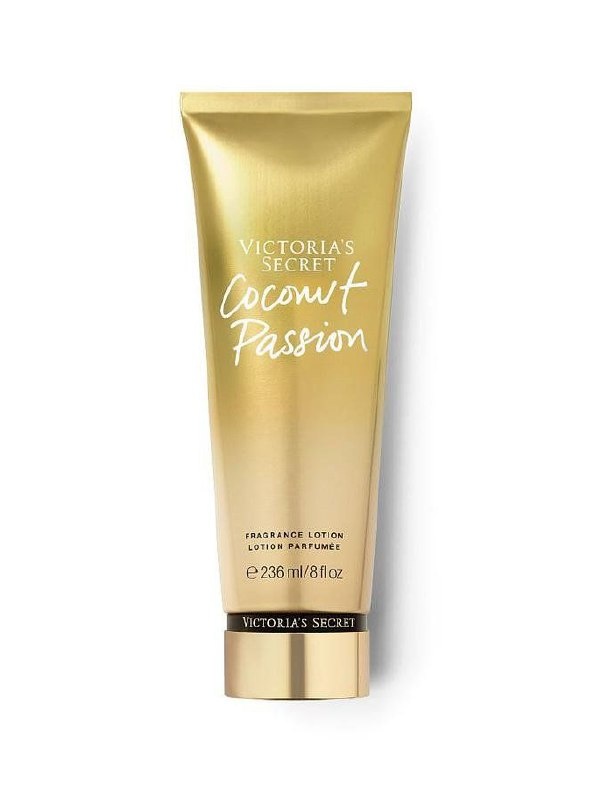 VICTORIA'S
SECRET
Coconut
Passion
FRAGRANCE LOTION
LOTION PARFUMÉE
℮ 236 ml/8 fl oz
VICTORIA'S SECRET